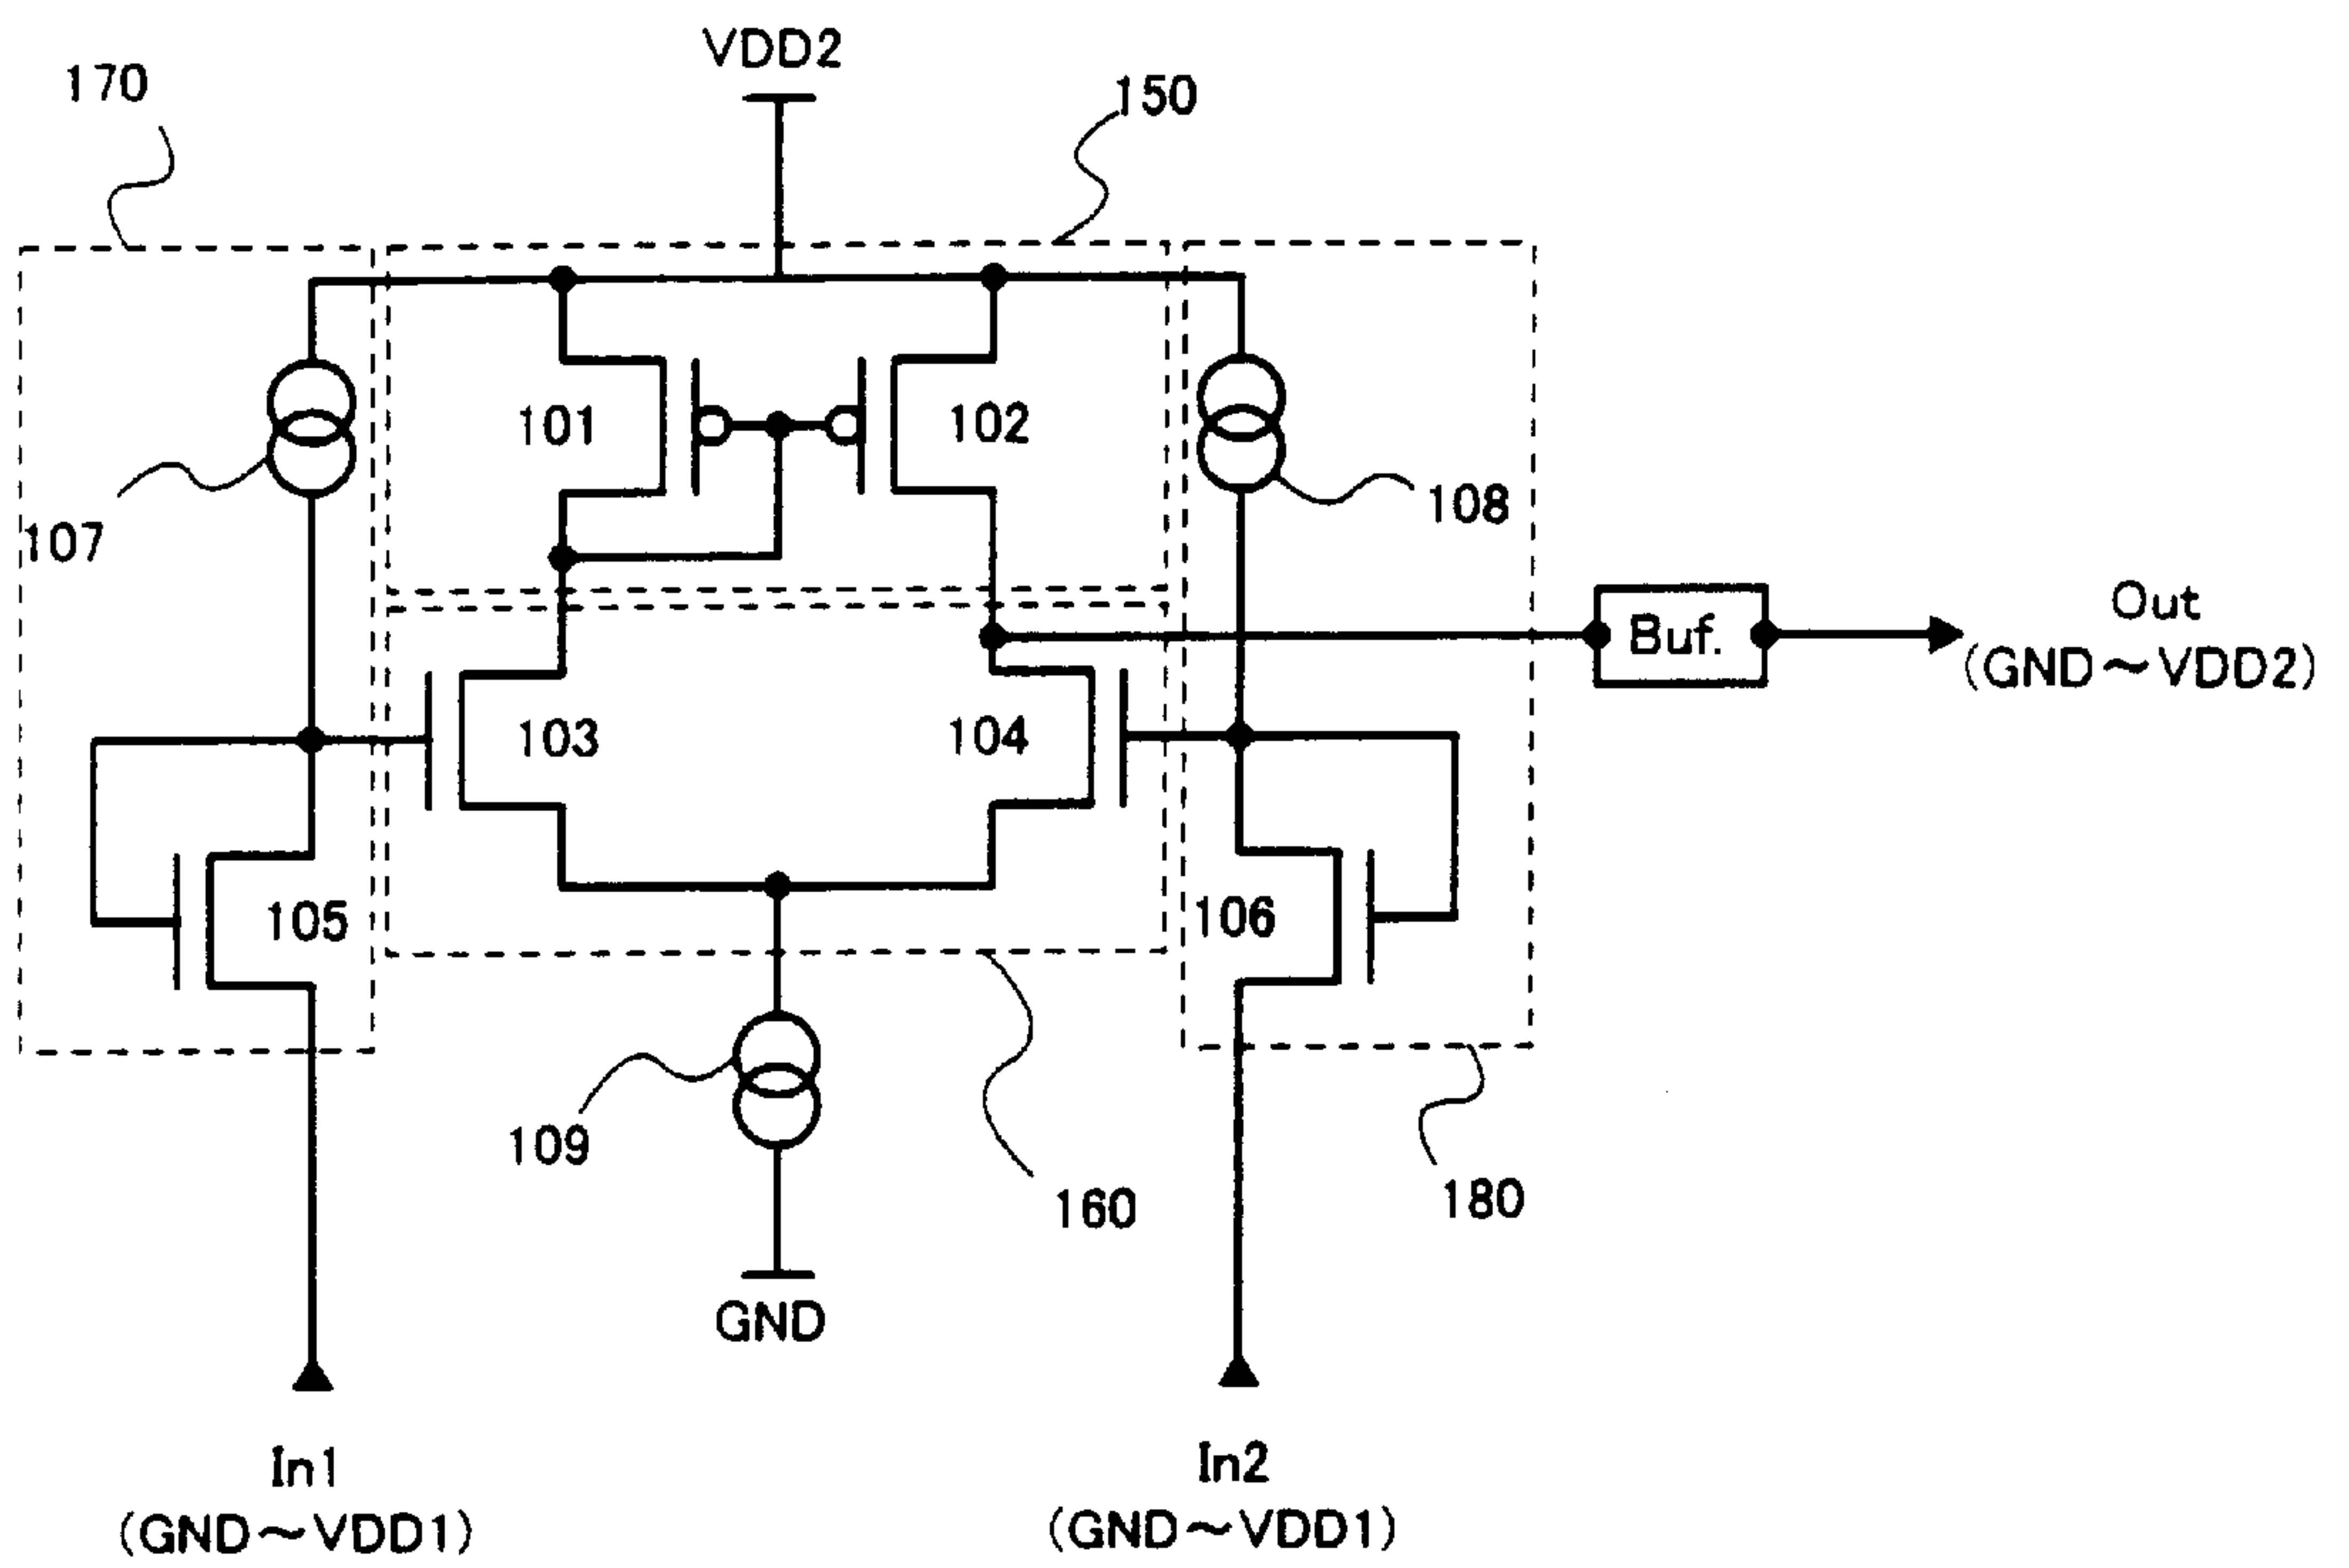 VDD2
170
150
101
102
107
108
Out
Buf.
(GND～VDD2)
103
104
105
106
109
160
180
GND
In1
In2
(GND～VDD1)
(GND～VDD1)